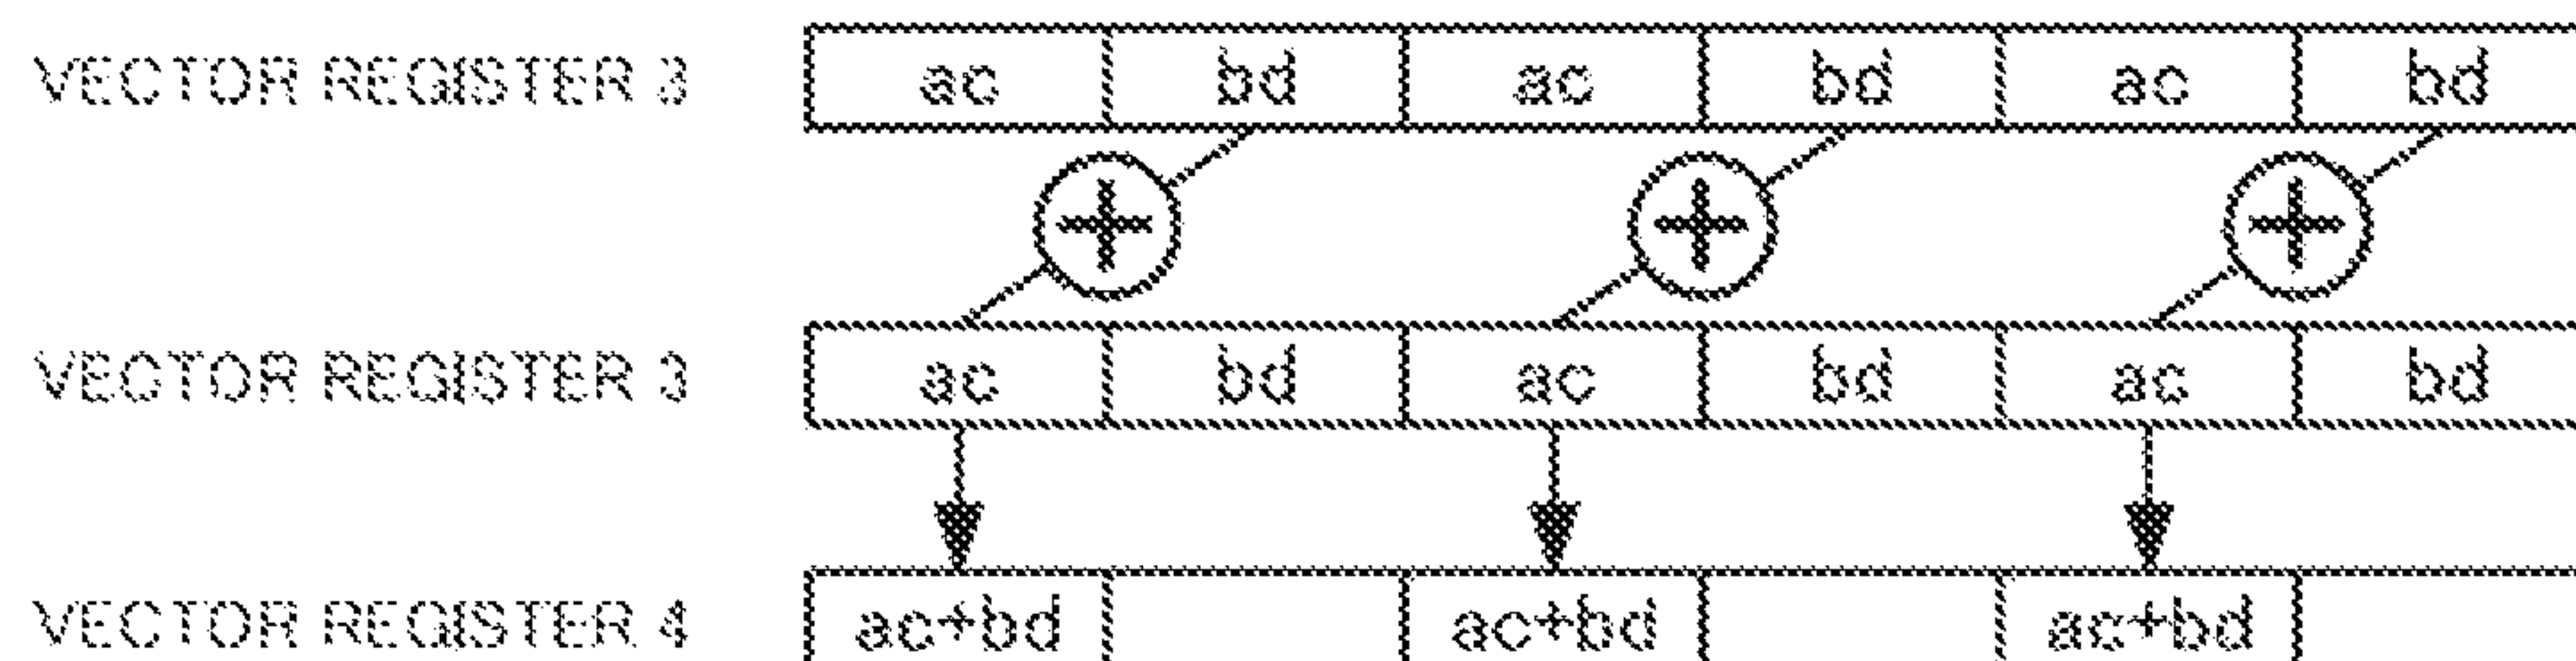 VECTOR REGISTER 3 ac bd ac bd ac bd
VECTOR REGISTER 3 ac bd ac bd ac bd
VECTOR REGISTER 4 ac+bd ac+bd ac+bd